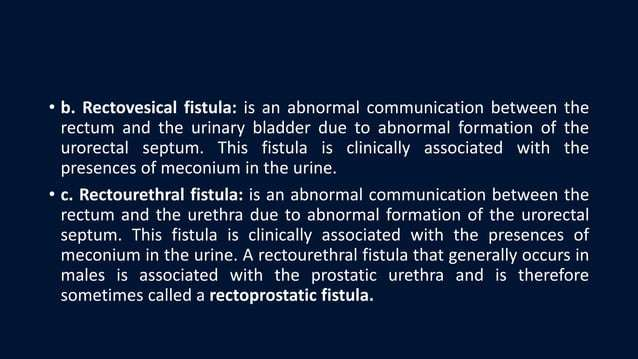 • b. Rectovesical fistula: is an abnormal communication between the
rectum and the urinary bladder due to abnormal formation of the
urorectal septum. This fistula is clinically associated with the
presences of meconium in the urine.
• c. Rectourethral fistula: is an abnormal communication between the
rectum and the urethra due to abnormal formation of the urorectal
septum. This fistula is clinically associated with the presences of
meconium in the urine. A rectourethral fistula that generally occurs in
males is associated with the prostatic urethra and is therefore
sometimes called a rectoprostatic fistula.